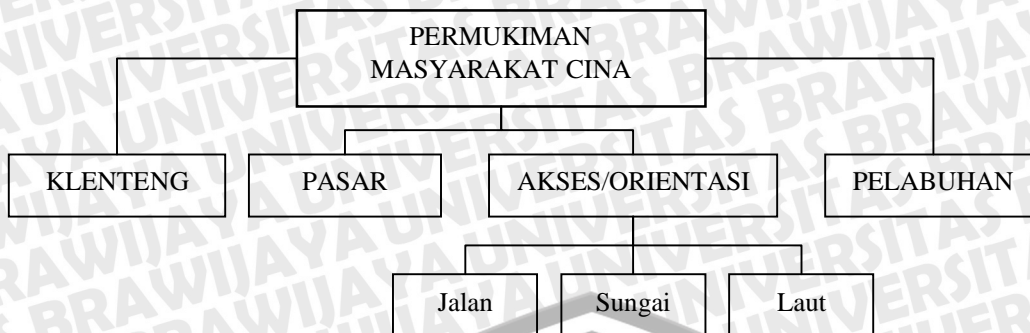 PERMUKIMAN
MASYARAKAT CINA
KLENTENG
PASAR
AKSES/ORIENTASI
PELABUHAN
Jalan
Sungai
Laut